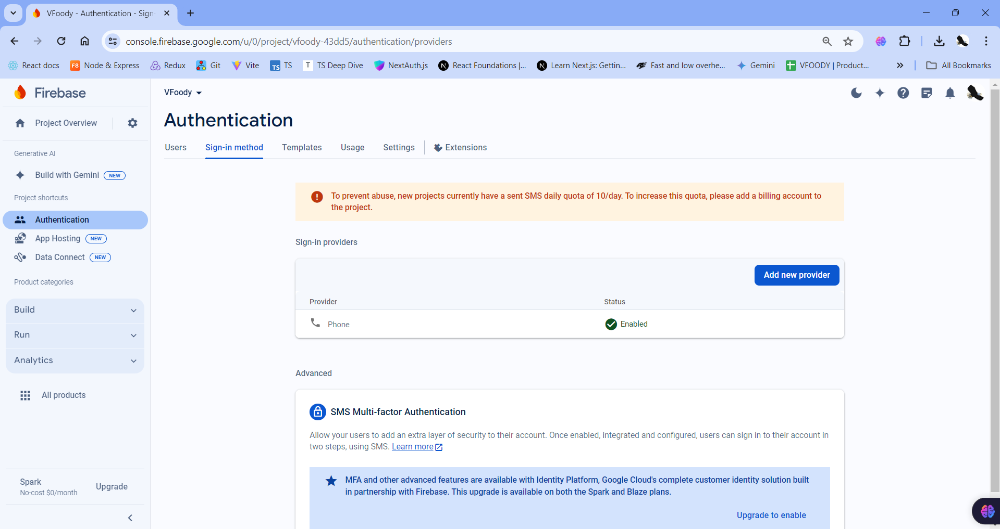 VFoody - Authentication - Sign-
console.firebase.google.com/u/0/project/vfoody-43dd5/authentication/providers
React docs
F8 Node & Express
Redux
Git
Vite
TS TS
T TS Deep Dive
NextAuth.js
N React Foundations |...
N Learn Next.js: Gettin...
Fast and low overhe...
Gemini
VFOODY | Product...
All Bookmarks
Firebase
Project Overview
Generative AI
Build with Gemini NEW
Project shortcuts
Authentication
App Hosting NEW
Data Connect NEW
Product categories
Build
Run
Analytics
All products
Spark
No-cost $0/month
Upgrade
VFoody
Authentication
Users
Sign-in method
Templates
Usage
Settings
Extensions
To prevent abuse, new projects currently have a sent SMS daily quota of 10/day. To increase this quota, please add a billing account to
the project.
Sign-in providers
Add new provider
Provider
Status
Phone
Enabled
Advanced
SMS Multi-factor Authentication
Allow your users to add an extra layer of security to their account. Once enabled, integrated and configured, users can sign in to their account in
two steps, using SMS. Learn more
MFA and other advanced features are available with Identity Platform, Google Cloud's complete customer identity solution built
in partnership with Firebase. This upgrade is available on both the Spark and Blaze plans.
Upgrade to enable